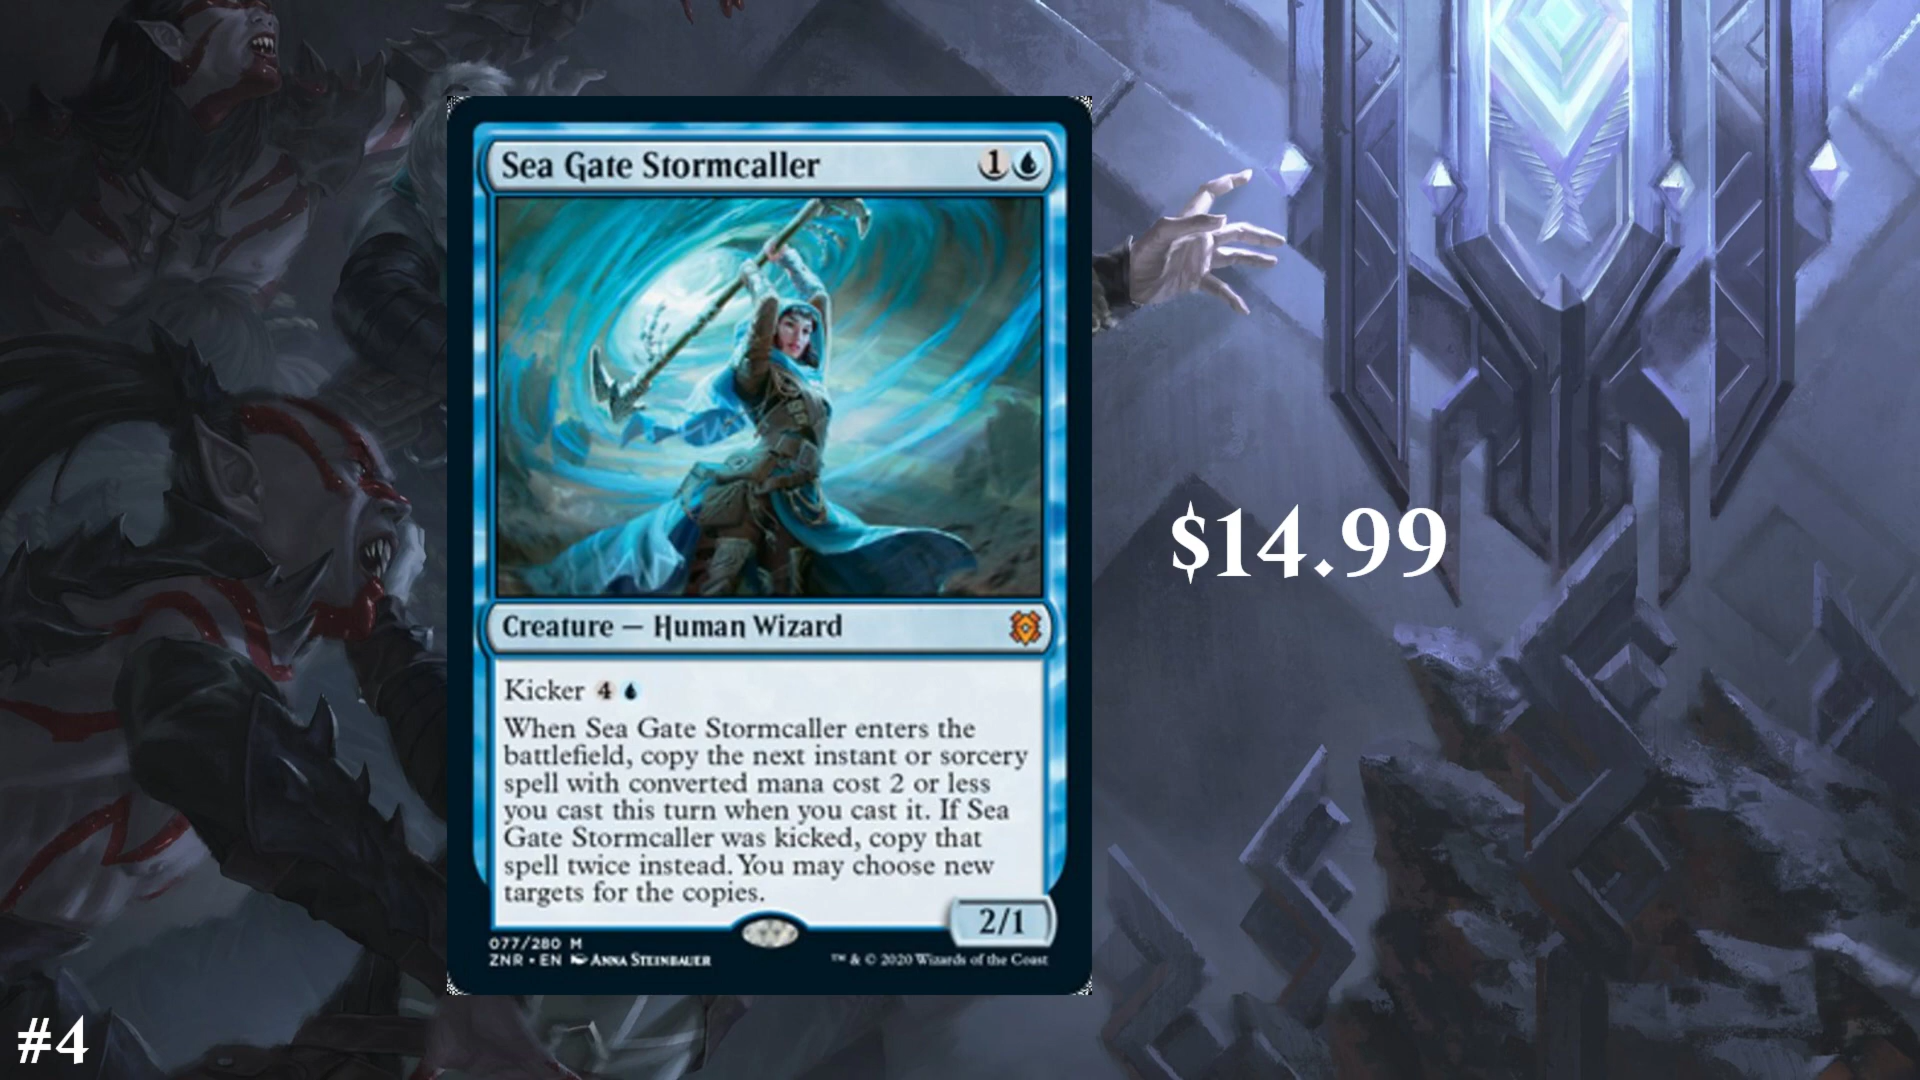 Sea Gate Stormcaller 1
$14.99
Creature — Human Wizard
Kicker 4
When Sea Gate Stormcaller enters the
battlefield, copy the next instant or sorcery
spell with converted mana cost 2 or less
you cast this turn when you cast it. If Sea
Gate Stormcaller was kicked, copy that
spell twice instead. You may choose new
targets for the copies.
2/1
077/280 M
ZNR • EN Anna Steinbauer
™ & © 2020 Wizards of the Coast
#4